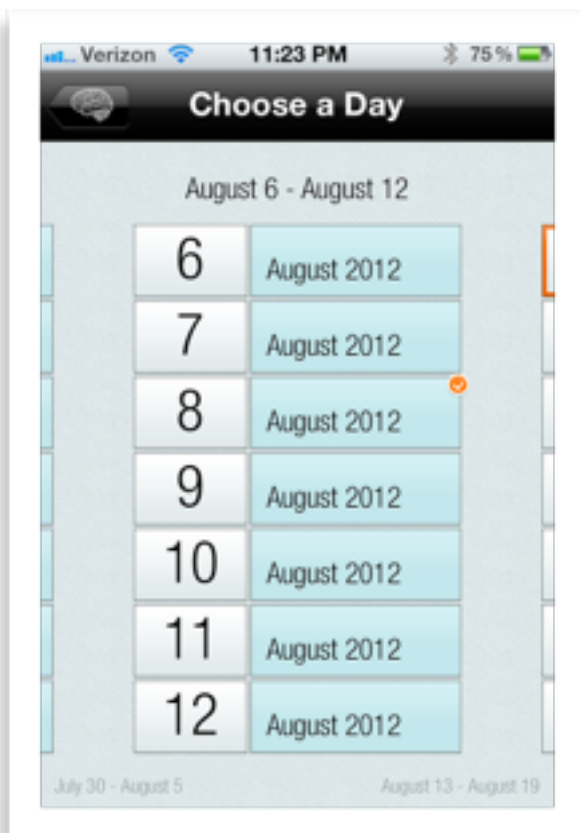 Verizon 11:23 PM 75%
Choose a Day
August 6 - August 12
6 August 2012
7 August 2012
8 August 2012
9 August 2012
10 August 2012
11 August 2012
12 August 2012
July 30 - August 5 August 13 - August 19